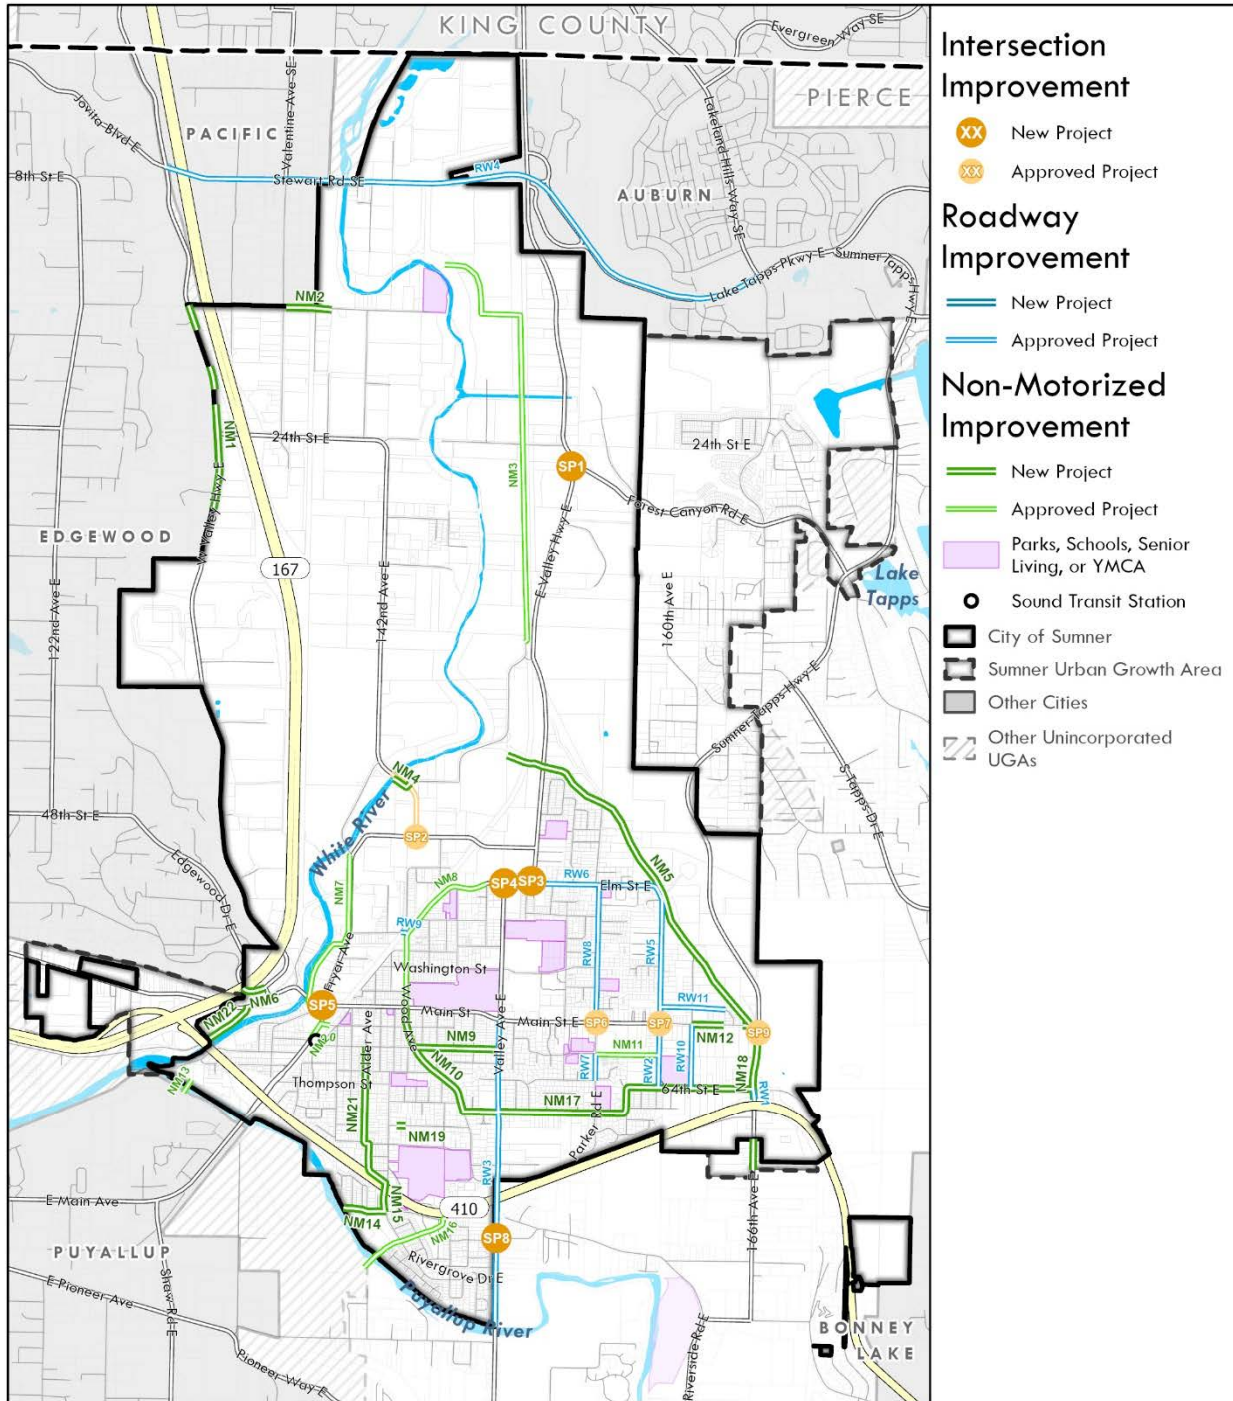 KING COUNTY
Evergreen Way SE
PIERCE
Jovita Blvd E
PACIFIC
Valentine Ave SE
Lakeland Hills Way SE
8th St E
Stewart Rd SE
RW4
AUBURN
Lake Tapps Pkwy E
Sumner Tapps Hwy E
NM2
NM1
24th St E
NM3
SP1
24th St E
Forest Canyon Rd E
W Valley Hwy E
E Valley Hwy E
EDGEWOOD
167
122nd Ave E
142nd Ave E
160th Ave E
Lake
Tapps
Sumner Tapps Hwy E
S Tapps Dr E
NM4
White River
48th St E
SP2
Edgewood Dr E
NM7
NM8
SP4
SP3
RW6
Elm St E
NM5
RW9
RW8
RW5
Fryar Ave
Washington St
NM6
NM22
SP5
Main St
Main St E
SP6
SP7
RW11
SP9
Wood Ave
Valley Ave E
NM20
Alder Ave
NM9
NM10
NM11
NM12
RW7
RW2
RW10
NM18
NM13
Thompson St
64th St E
RW1
NM21
NM17
NM19
Parker Rd E
RW3
E Main Ave
NM14
NM15
410
NM16
SP8
166th Ave E
PUYALLUP
Rivergrove Dr E
E Pioneer Ave
Shaw Rd E
Puyallup River
Riverside Rd E
BONNEY
LAKE
Pioneer Way E
Intersection
Improvement
XX New Project
XX Approved Project
Roadway
Improvement
New Project
Approved Project
Non-Motorized
Improvement
New Project
Approved Project
Parks, Schools, Senior
Living, or YMCA
Sound Transit Station
City of Sumner
Sumner Urban Growth Area
Other Cities
Other Unincorporated
UGAs